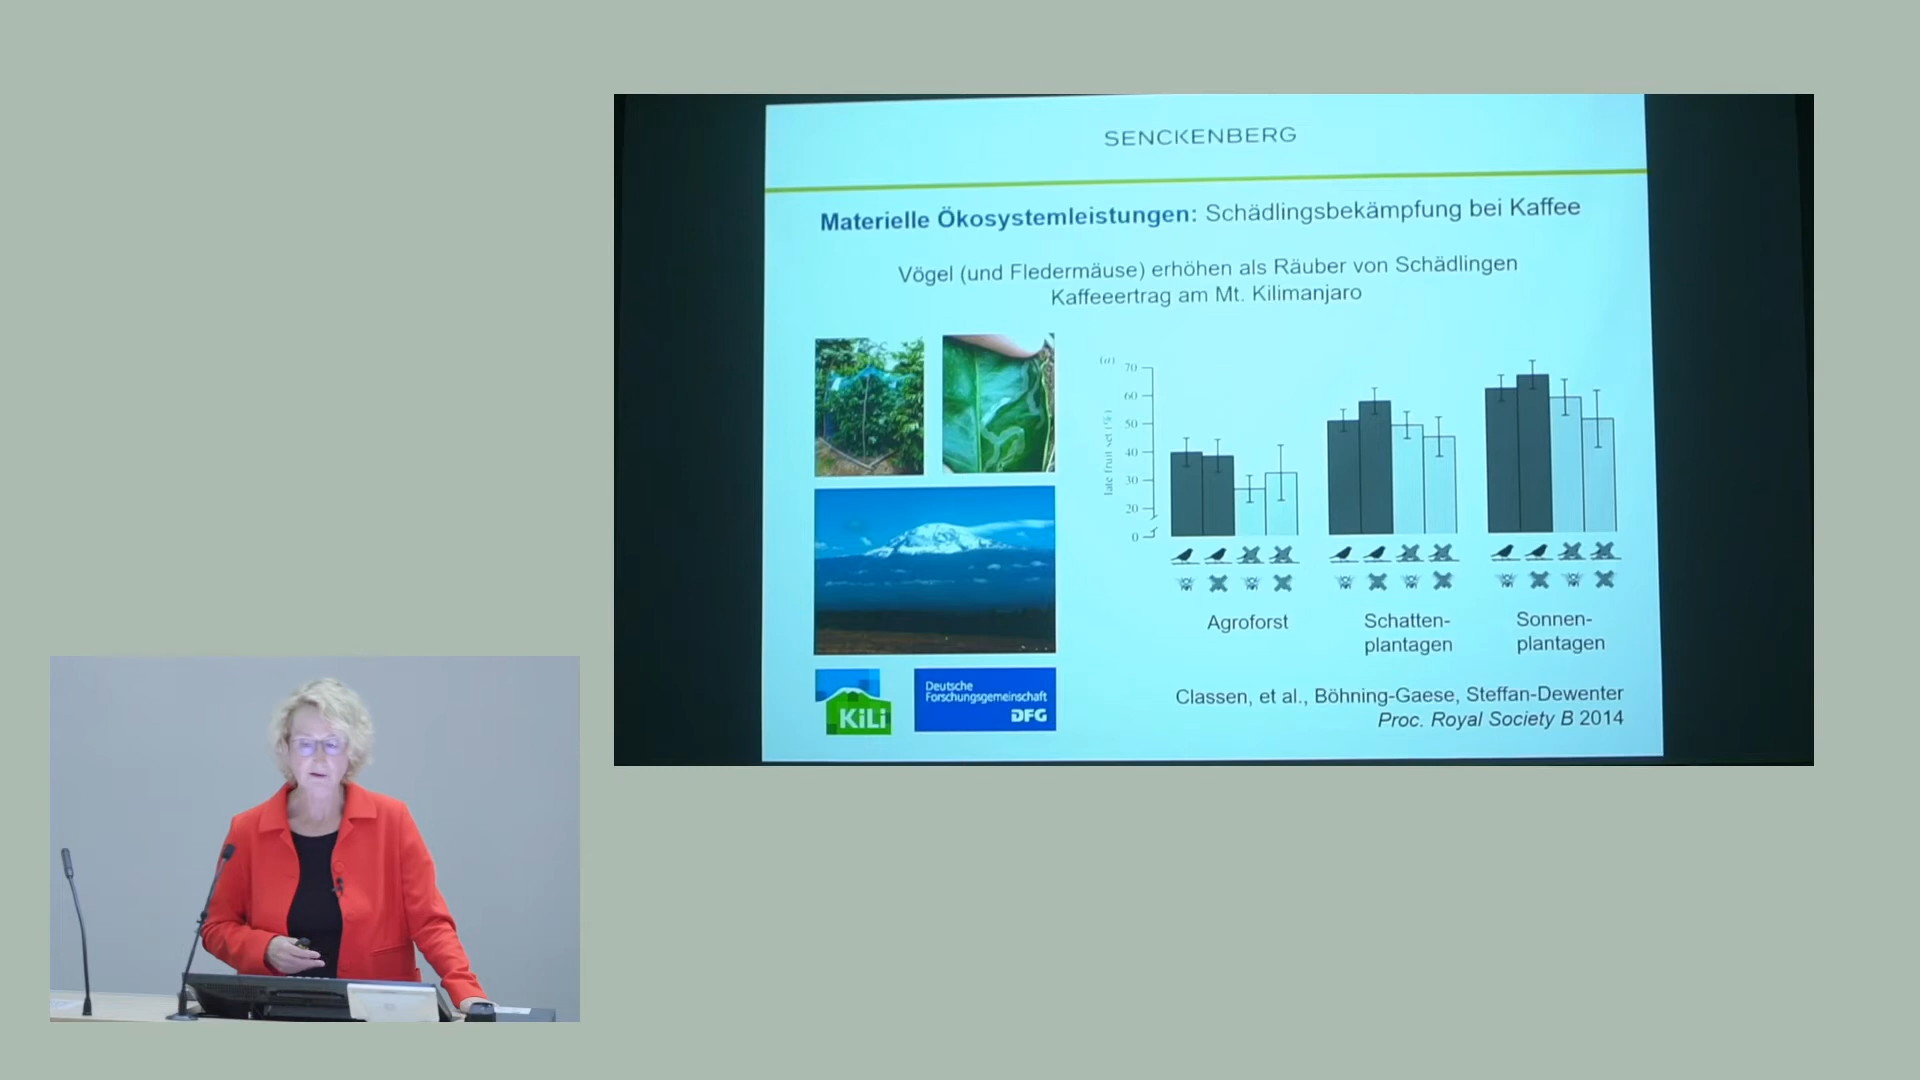 SENCKENBERG
Materielle Ökosystemleistungen: Schädlingsbekämpfung bei Kaffee
Vögel (und Fledermäuse) erhöhen als Räuber von Schädlingen
Kaffeeertrag am Mt. Kilimanjaro
(a)
late fruit set (%)
70
60
50
40
30
20
0
Agroforst
Schatten-
plantagen
Sonnen-
plantagen
KiLi
Deutsche
Forschungsgemeinschaft
DFG
Classen, et al., Böhning-Gaese, Steffan-Dewenter
Proc. Royal Society B 2014